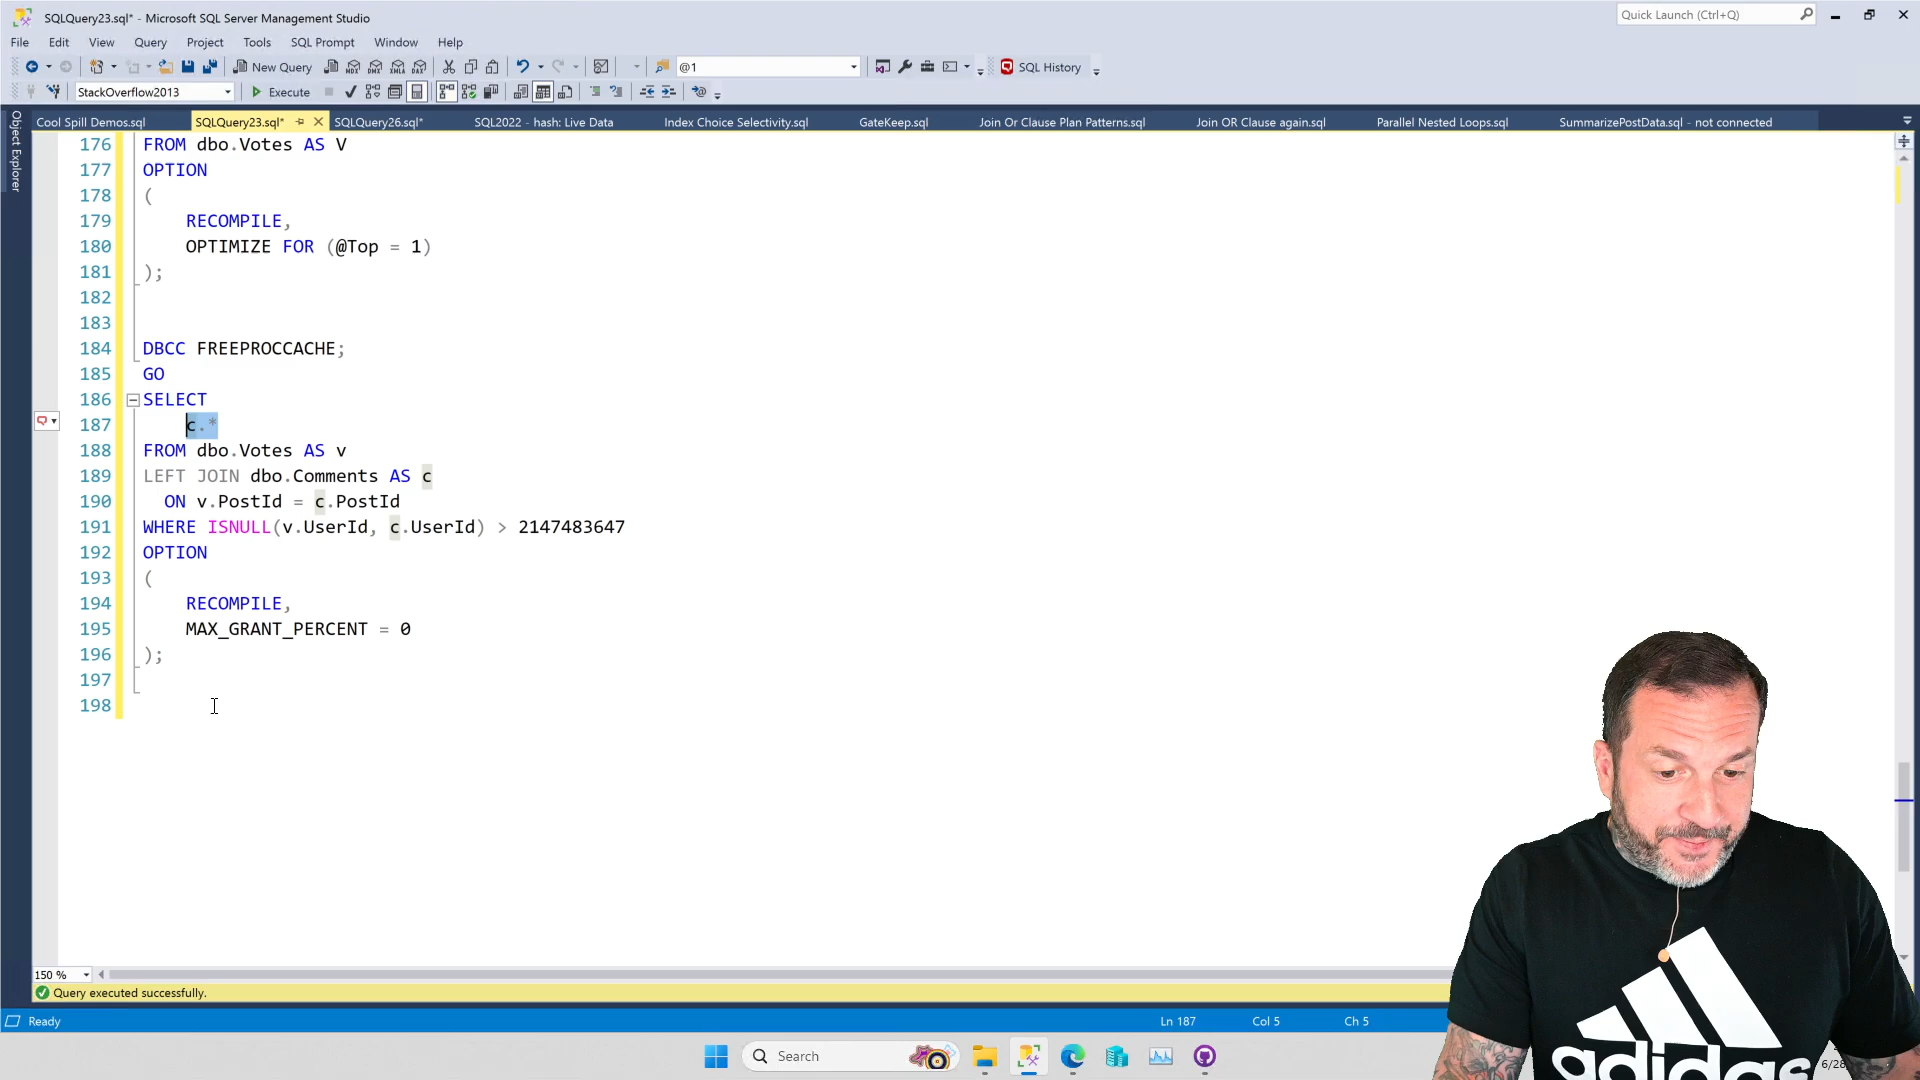 SQLQuery23.sql* - Microsoft SQL Server Management Studio
Quick Launch (Ctrl+Q)
File Edit View Query Project Tools SQL Prompt Window Help
New Query @1 SQL History
StackOverflow2013 Execute
Cool Spill Demos.sql SQLQuery23.sql* SQLQuery26.sql* SQL2022 - hash: Live Data Index Choice Selectivity.sql GateKeep.sql Join Or Clause Plan Patterns.sql Join OR Clause again.sql Parallel Nested Loops.sql SummarizePostData.sql - not connected
Object Explorer
176 FROM dbo.Votes AS V
177 OPTION
178 (
179 RECOMPILE,
180 OPTIMIZE FOR (@Top = 1)
181 );
182
183
184 DBCC FREEPROCCACHE;
185 GO
186 SELECT
187 c.*
188 FROM dbo.Votes AS v
189 LEFT JOIN dbo.Comments AS c
190 ON v.PostId = c.PostId
191 WHERE ISNULL(v.UserId, c.UserId) > 2147483647
192 OPTION
193 (
194 RECOMPILE,
195 MAX_GRANT_PERCENT = 0
196 );
197
198
150 %
Query executed successfully.
Ready Ln 187 Col 5 Ch 5
Search
adidas
6/28